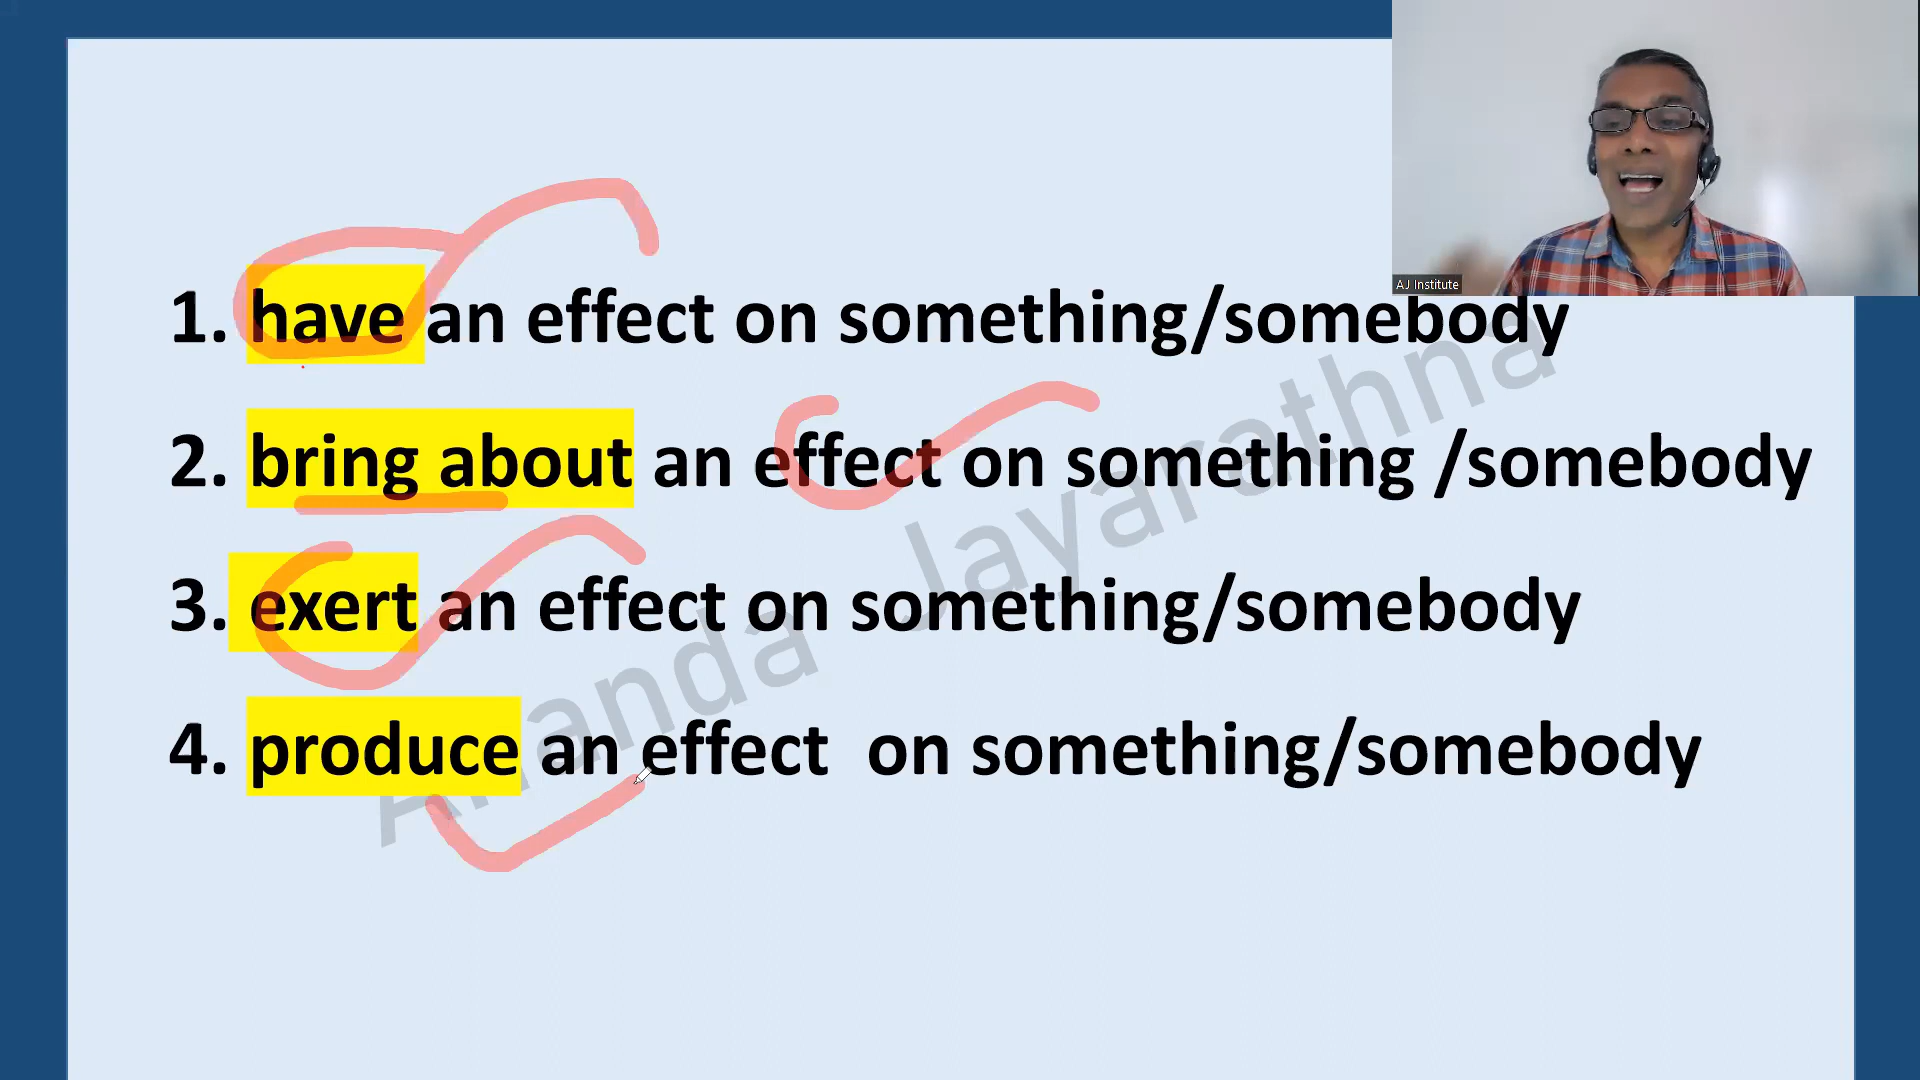 AJ Institute
1. have an effect on something/somebody
2. bring about an effect on something /somebody
3. exert an effect on something/somebody
4. produce an effect on something/somebody
Ananda Jayarathna